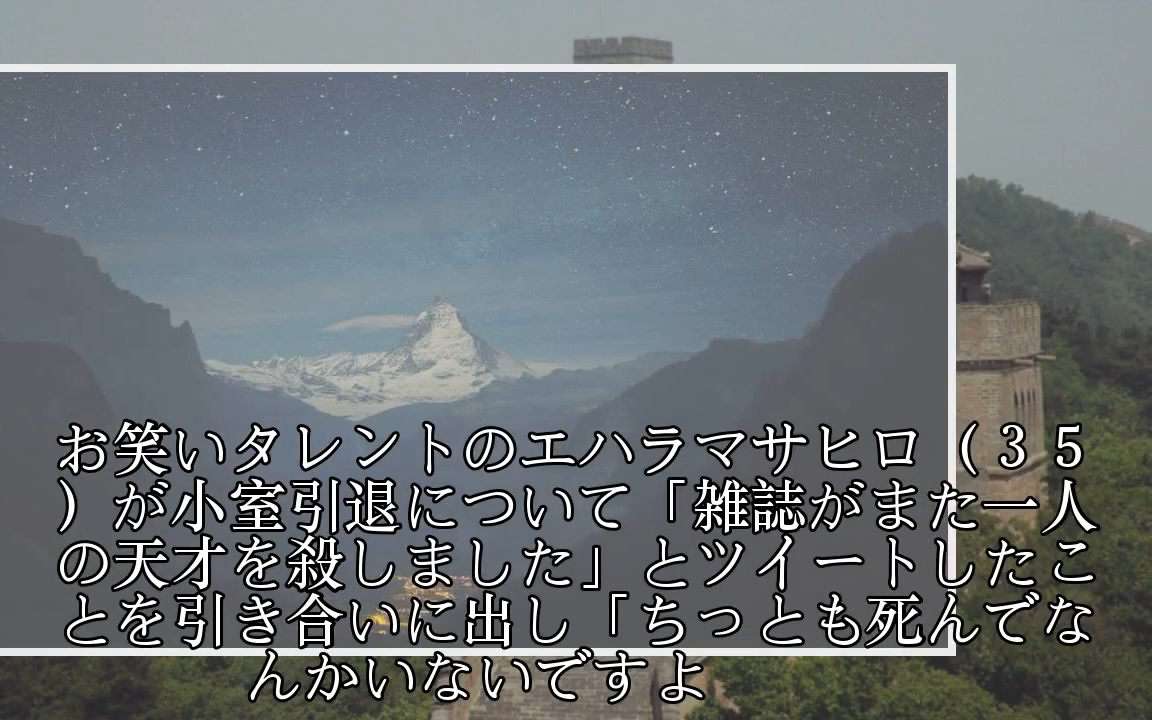 お笑いタレントのエハラマサヒロ（３５
）が小室引退について「雑誌がまた一人
の天才を殺しました」とツイートしたこ
とを引き合いに出し「ちっとも死んでな
んかいないですよ